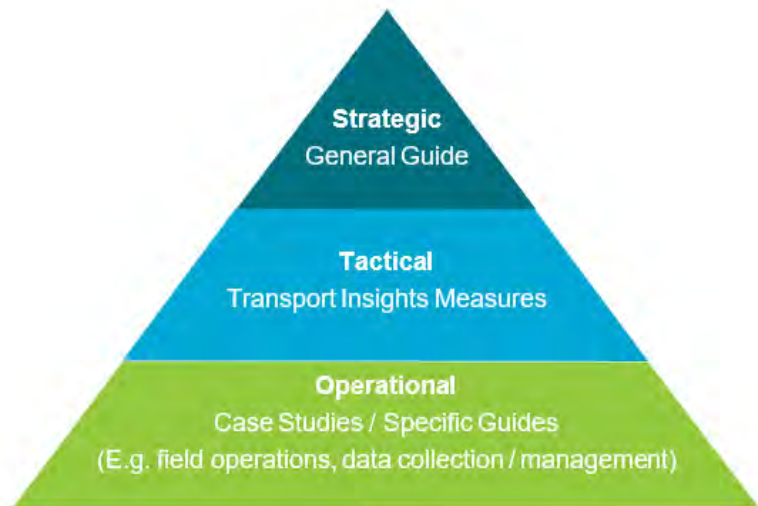 Strategic
General Guide
Tactical
Transport Insights Measures
Operational
Case Studies / Specific Guides
(E.g. field operations, data collection / management)